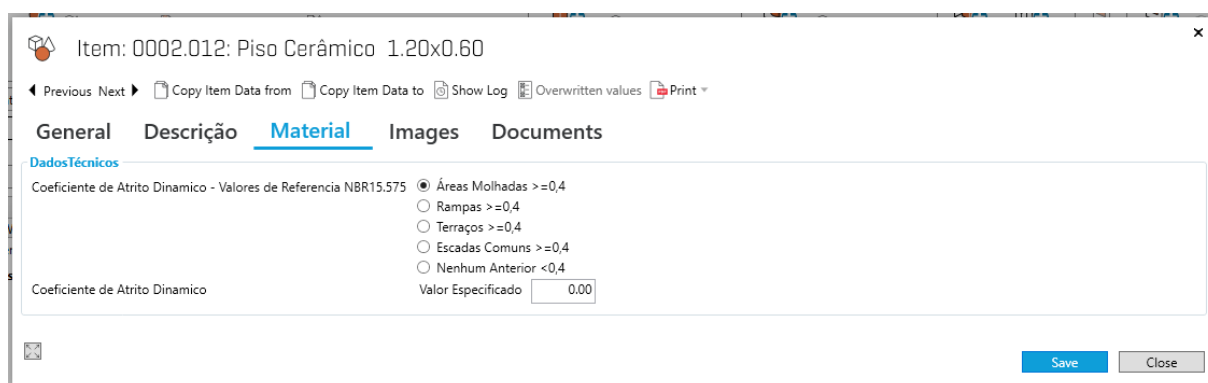 Item: 0002.012: Piso Cerâmico 1.20x0.60
×
Previous Next Copy Item Data from Copy Item Data to Show Log Overwritten values Print
General Descrição Material Images Documents
DadosTécnicos
Coeficiente de Atrito Dinamico - Valores de Referencia NBR15.575 Áreas Molhadas >=0,4
Rampas >=0,4
Terraços >=0,4
Escadas Comuns >=0,4
Nenhum Anterior <0,4
Coeficiente de Atrito Dinamico Valor Especificado 0.00
Save Close